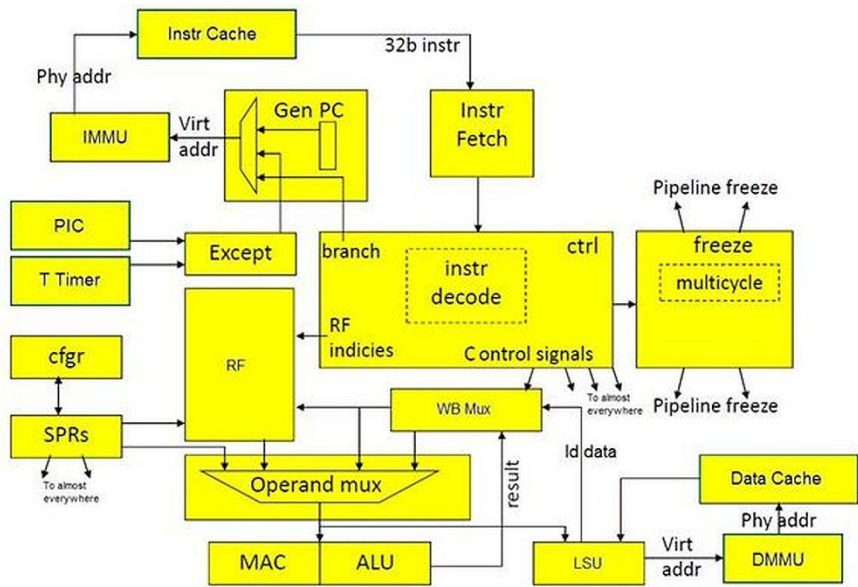 Instr Cache
32b instr
Phy addr
Gen PC
Instr
Fetch
IMMU
Virt
addr
Pipeline freeze
PIC
Except
branch
ctrl
freeze
T Timer
instr
decode
multicycle
RF
indicies
RF
cfgr
Control signals
To almost
everywhere
WB Mux
Pipeline freeze
SPRs
ld data
To almost
everywhere
Operand mux
result
Data Cache
Phy addr
MAC
ALU
LSU
Virt
addr
DMMU